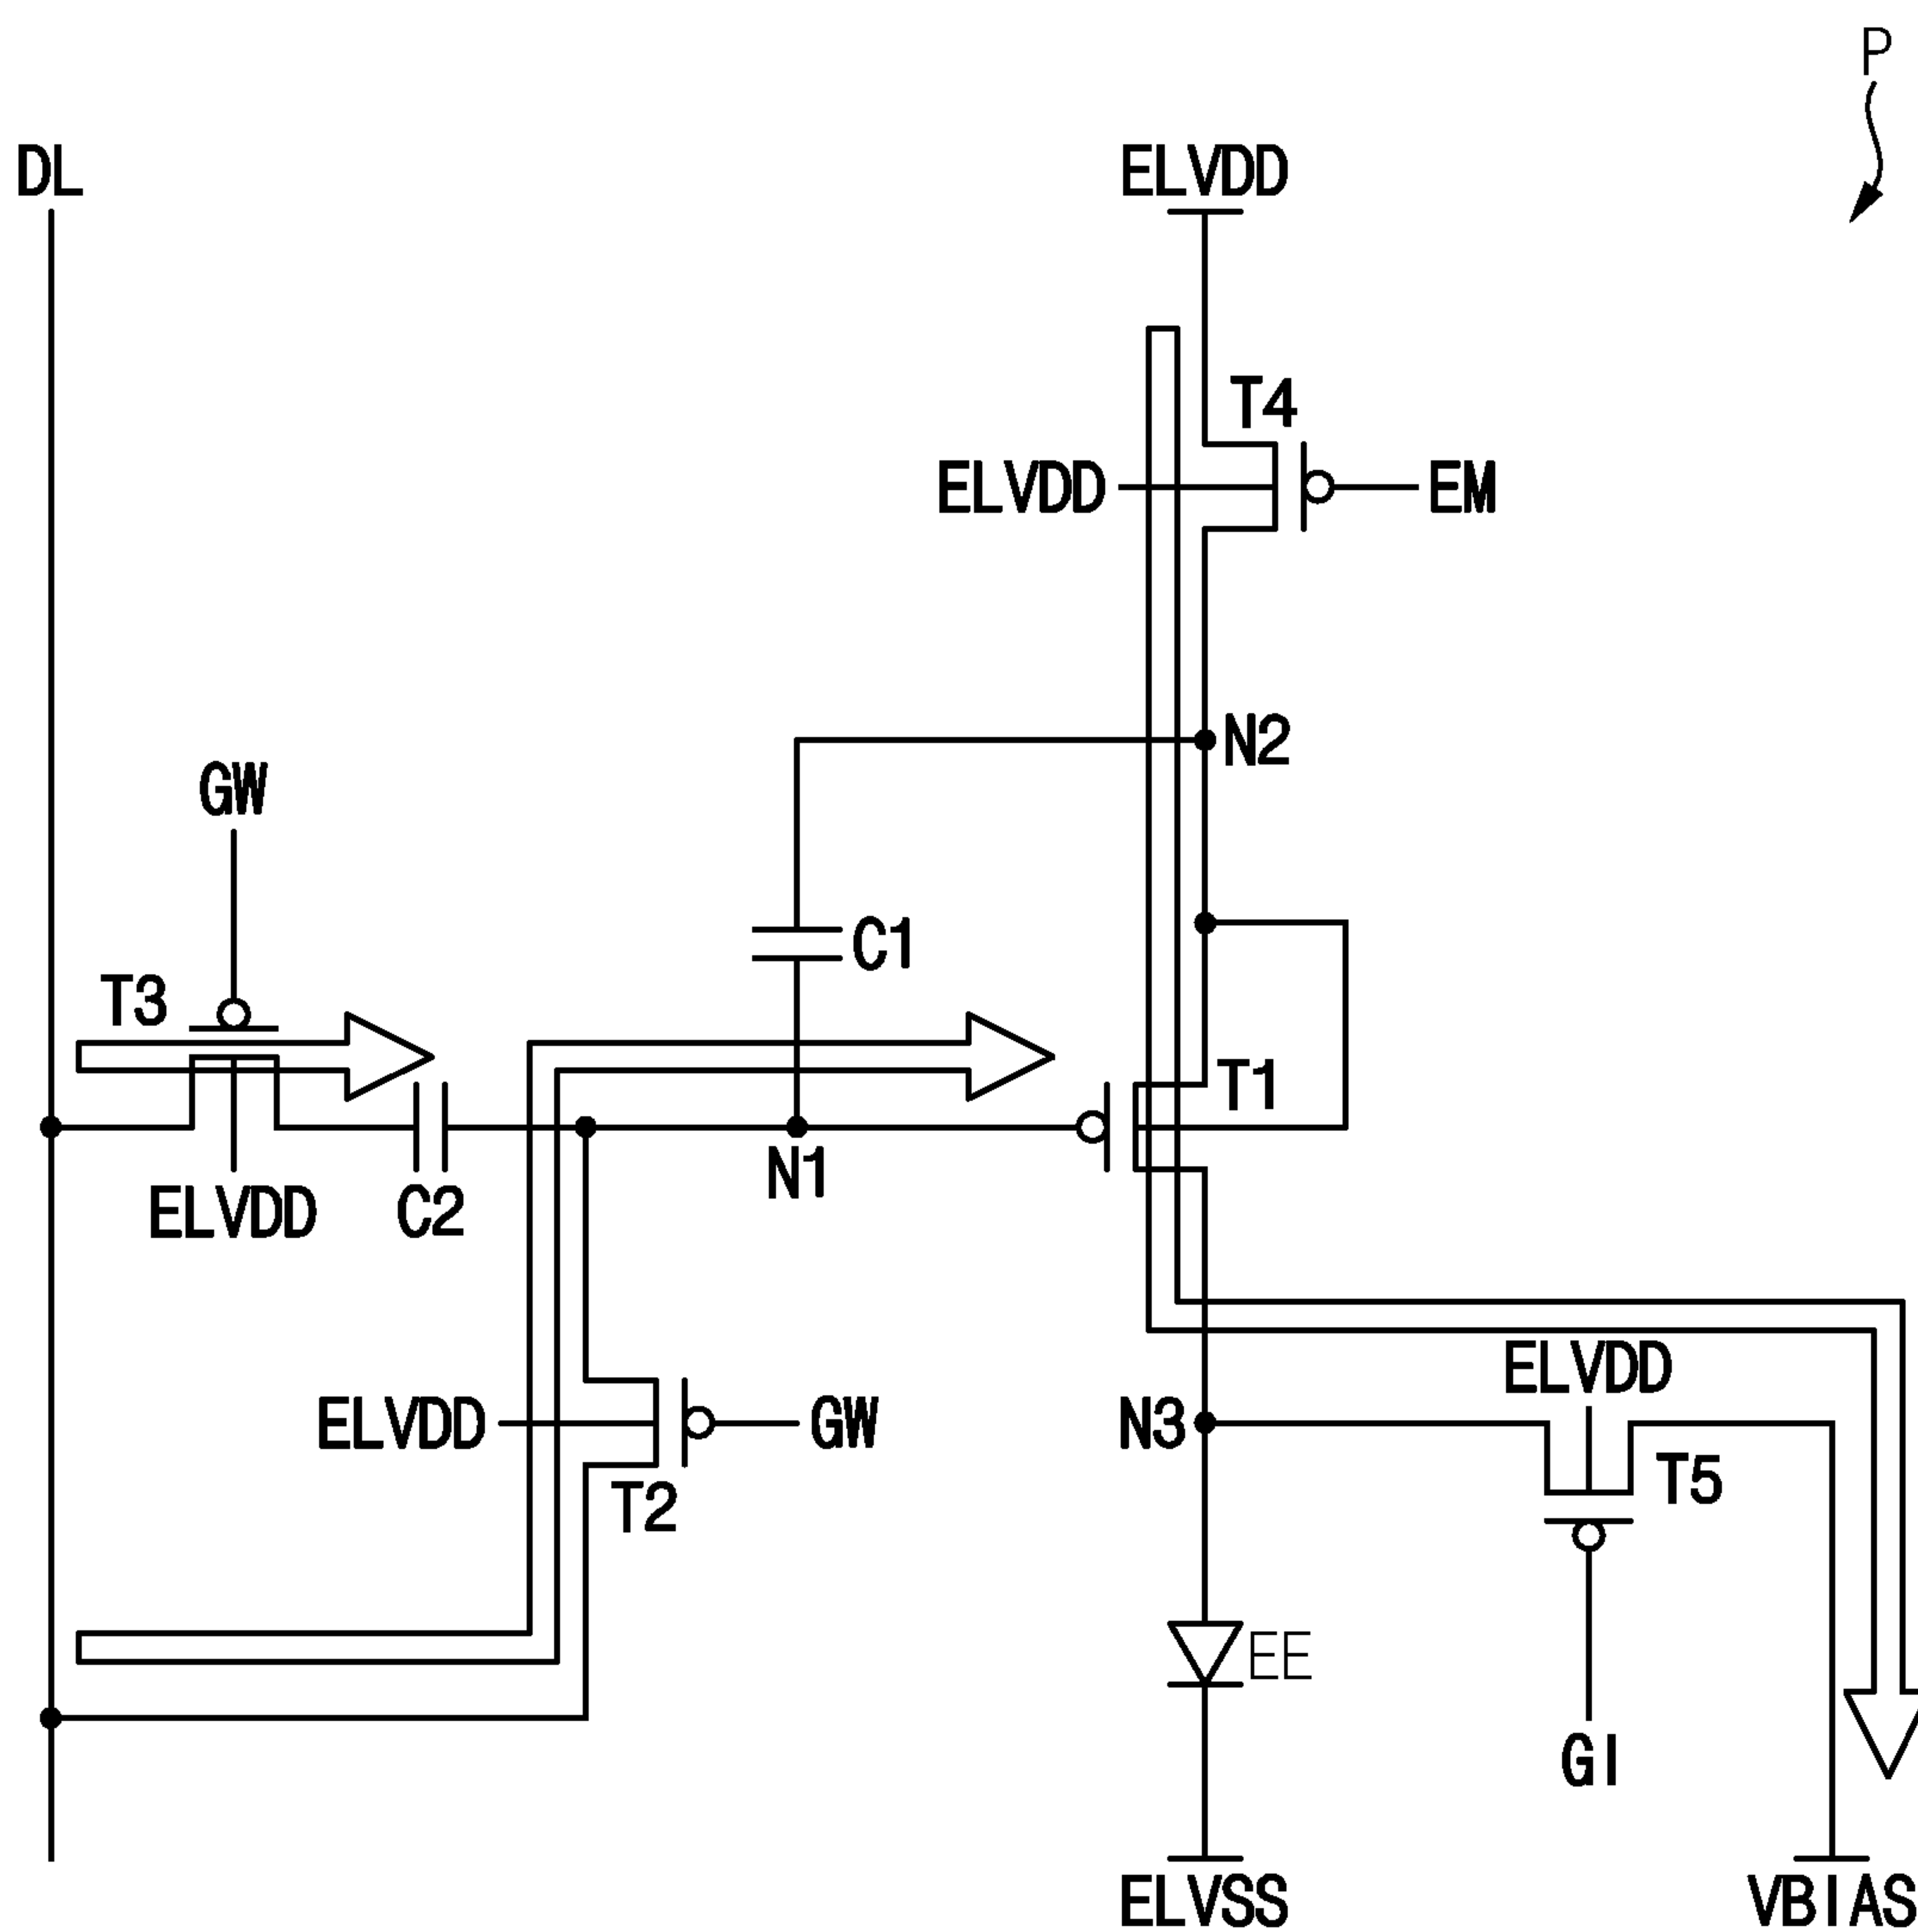 P
DL
ELVDD
T4
ELVDD
EM
N2
GW
C1
T3
T1
N1
ELVDD
C2
ELVDD
ELVDD
GW
N3
T5
T2
EE
GI
ELVSS
VBIAS